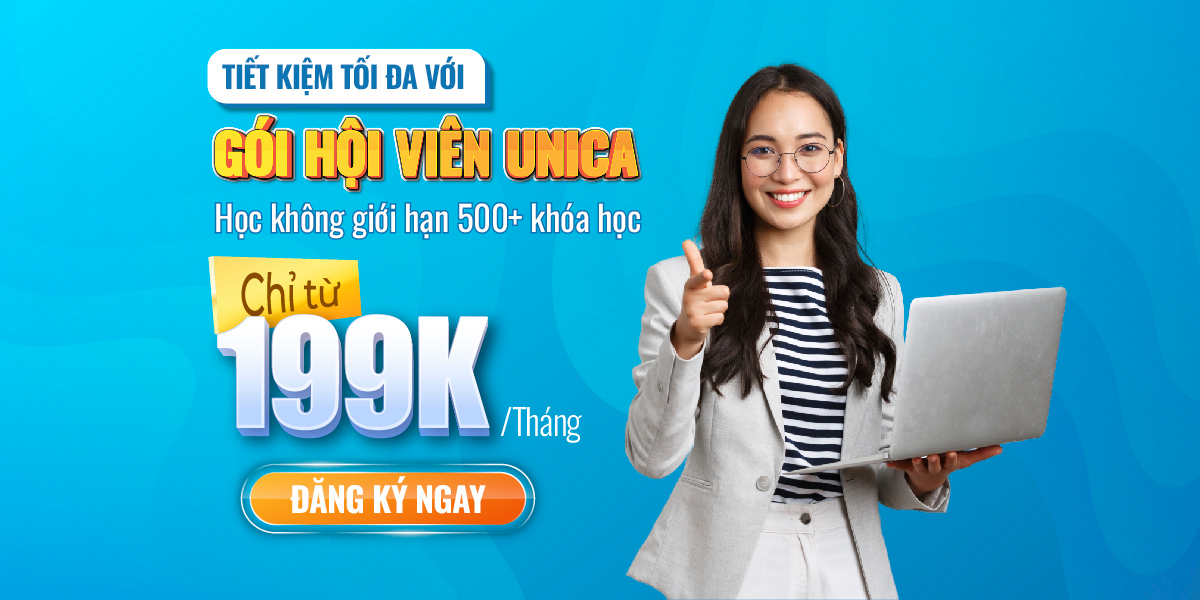 TIẾT KIỆM TỐI ĐA VỚI
GÓI HỘI VIÊN UNICA
Học không giới hạn 500+ khóa học
Chỉ từ
199K
/Tháng
ĐĂNG KÝ NGAY